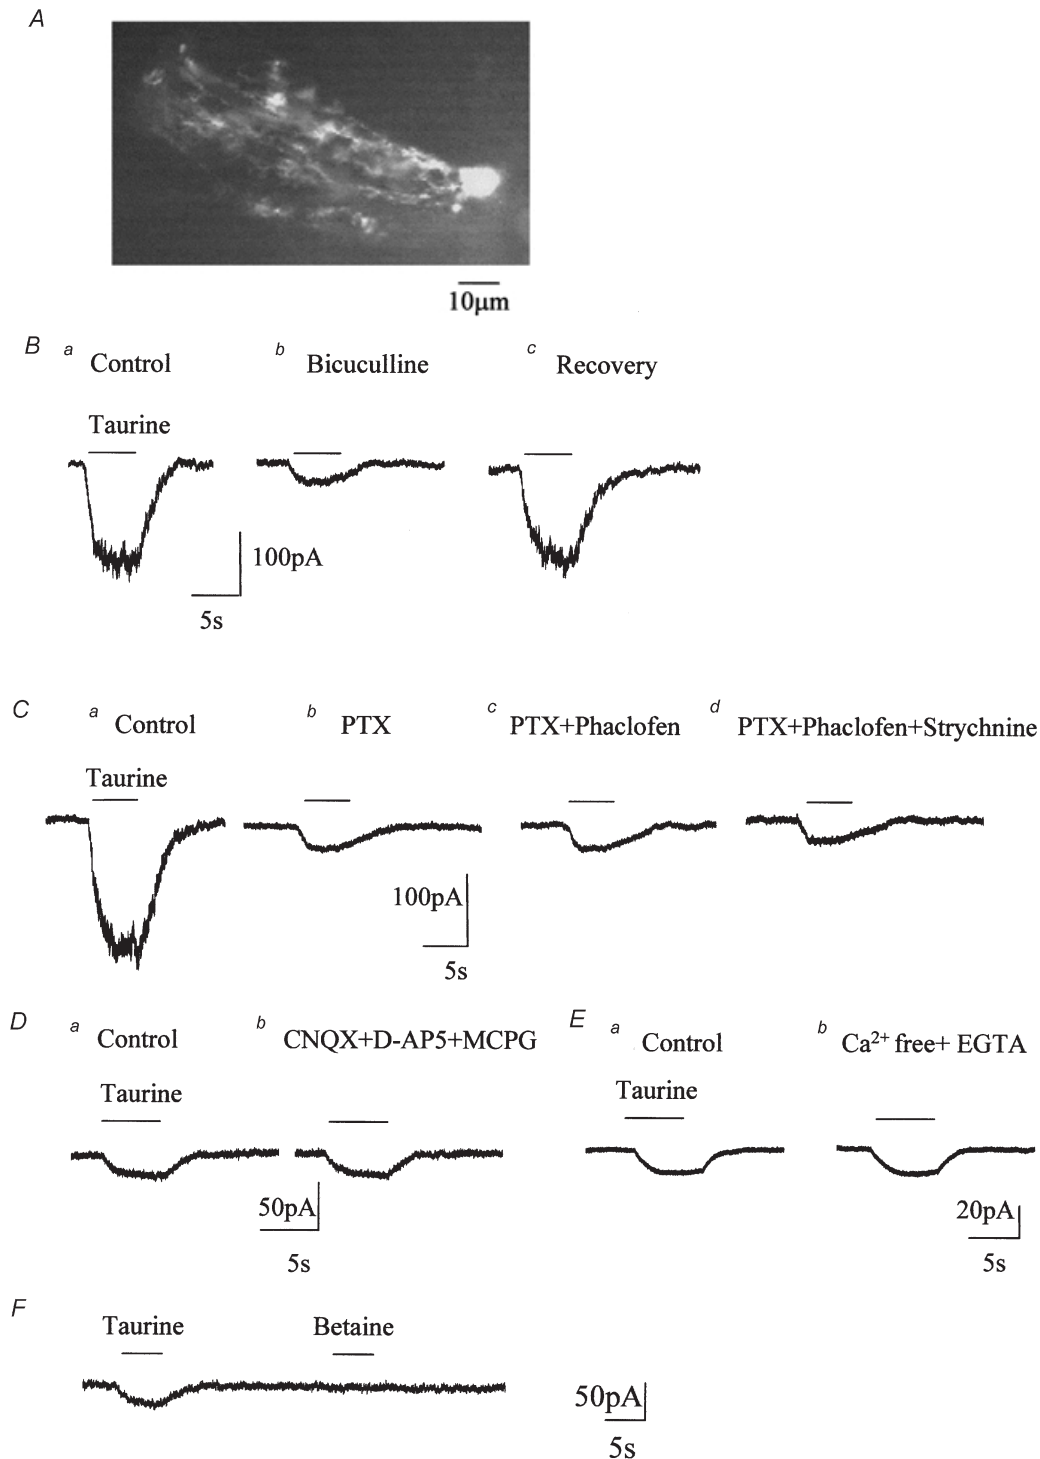 A
10μm
B a Control b Bicuculline c Recovery
Taurine
100pA
5s
C a Control b PTX c PTX+Phaclofen d PTX+Phaclofen+Strychnine
Taurine
100pA
5s
D a Control b CNQX+D-AP5+MCPG E a Control b Ca²⁺ free+ EGTA
Taurine Taurine
50pA 20pA
5s 5s
F
Taurine Betaine
50pA
5s